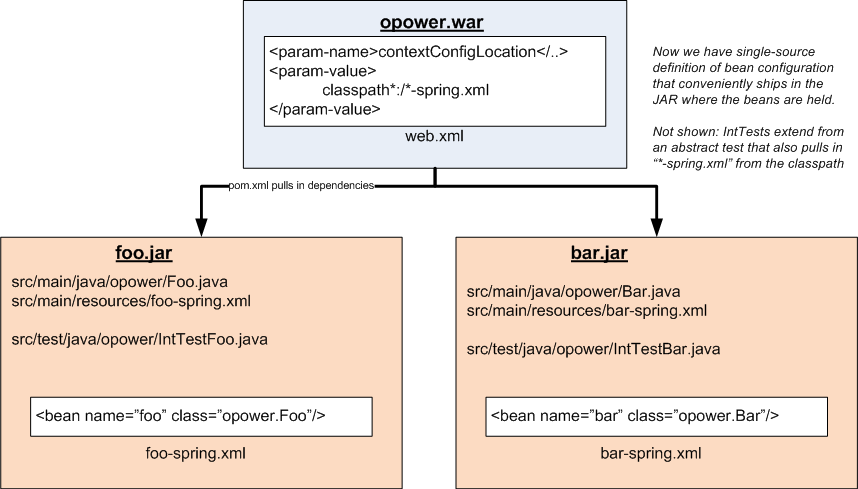 opower.war
<param-name>contextConfigLocation</..>
<param-value>
classpath*:/*-spring.xml
</param-value>
web.xml
Now we have single-source
definition of bean configuration
that conveniently ships in the
JAR where the beans are held.
Not shown: IntTests extend from
an abstract test that also pulls in
“*-spring.xml” from the classpath
pom.xml pulls in dependencies
foo.jar
src/main/java/opower/Foo.java
src/main/resources/foo-spring.xml
src/test/java/opower/IntTestFoo.java
<bean name=”foo” class=”opower.Foo”/>
foo-spring.xml
bar.jar
src/main/java/opower/Bar.java
src/main/resources/bar-spring.xml
src/test/java/opower/IntTestBar.java
<bean name=”bar” class=”opower.Bar”/>
bar-spring.xml